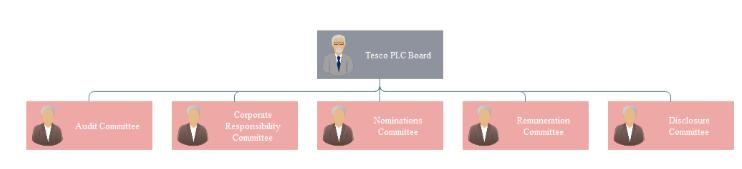 Tesco PLC Board
Audit Committee
Corporate
Responsibility
Committee
Nominations
Committee
Remuneration
Committee
Disclosure
Committee